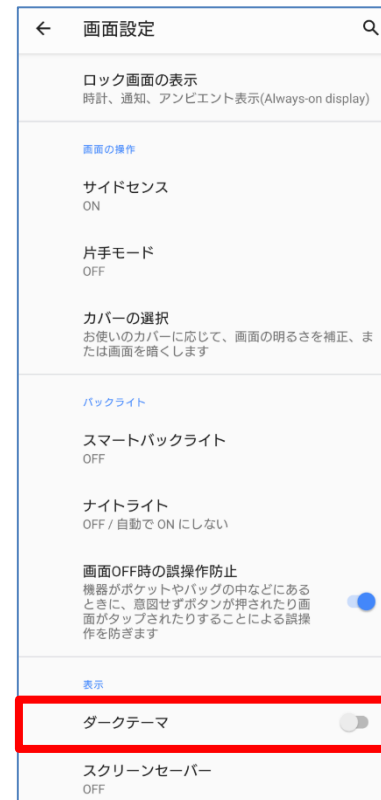 画面設定
ロック画面の表示
時計、通知、アンビエント表示(Always-on display)
画面の操作
サイドセンス
ON
片手モード
OFF
カバーの選択
お使いのカバーに応じて、画面の明るさを補正、ま
たは画面を暗くします
バックライト
スマートバックライト
OFF
ナイトライト
OFF / 自動で ON にしない
画面OFF時の誤操作防止
機器がポケットやバッグの中などにある
ときに、意図せずボタンが押されたり画
面がタップされたりすることによる誤操
作を防ぎます
表示
ダークテーマ
スクリーンセーバー
OFF